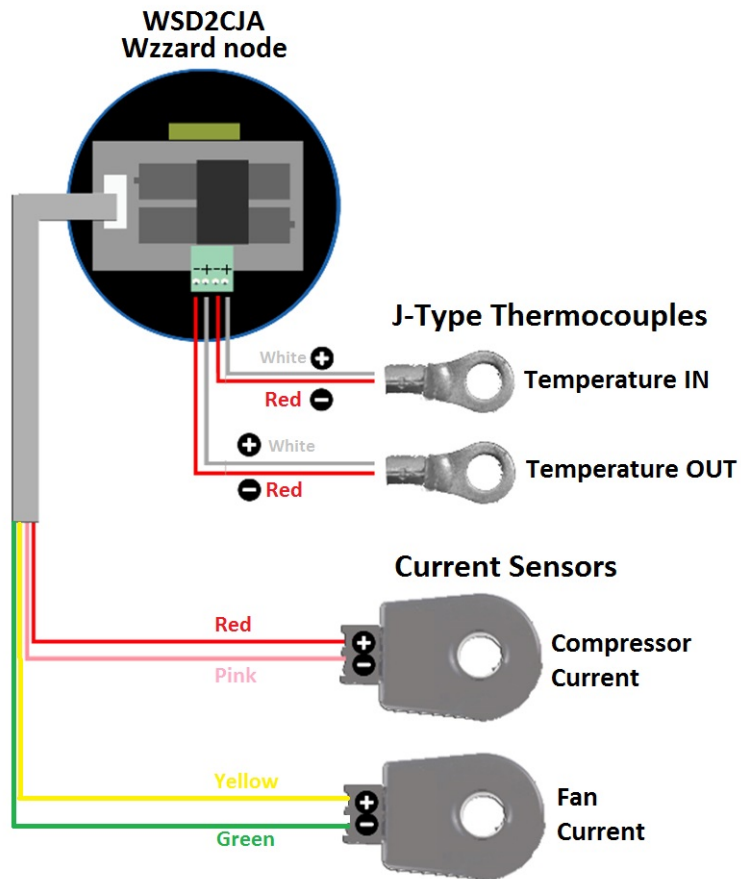 WSD2CJA
Wzzard node
-+-+
J-Type Thermocouples
White +
Temperature IN
Red -
+ White
Temperature OUT
- Red
Current Sensors
Red
+
Compressor
-
Pink
Current
Yellow
+
Fan
-
Green
Current